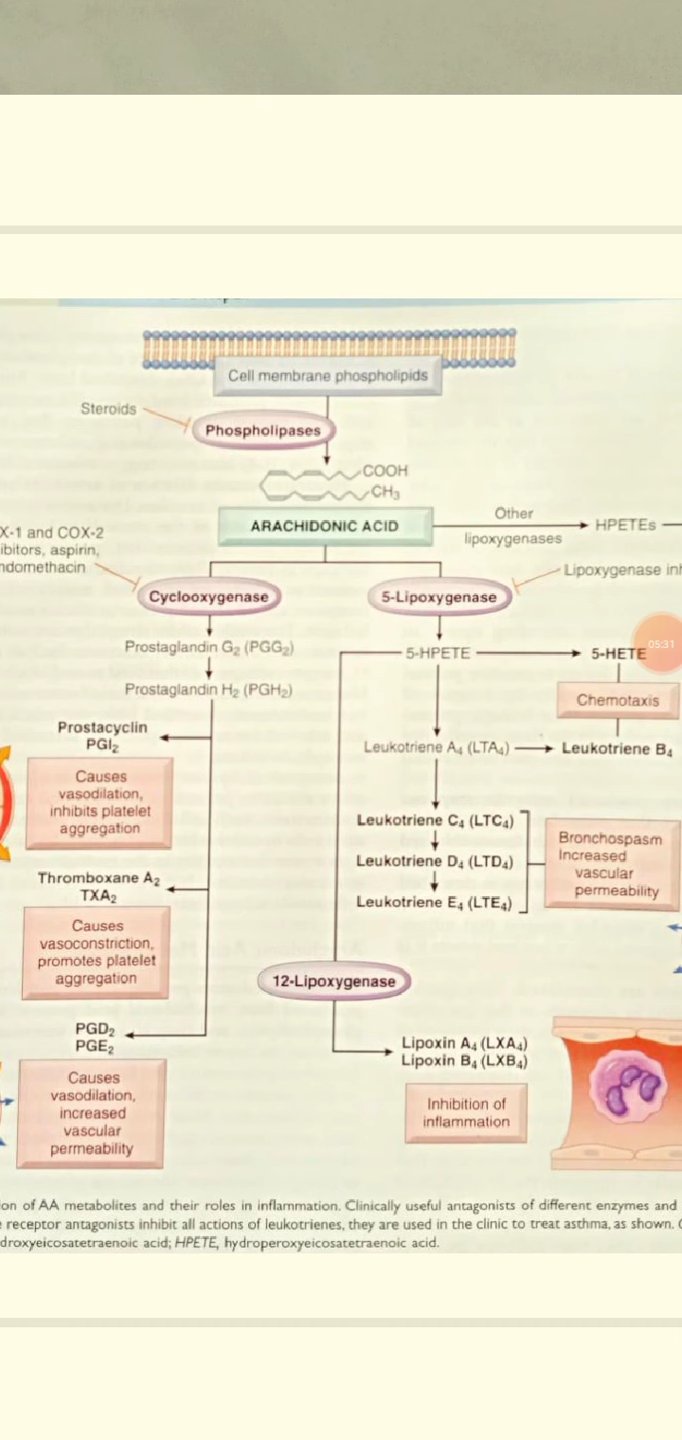 Cell membrane phospholipids
Steroids
Phospholipases
COOH
CH3
ARACHIDONIC ACID
Other
lipoxygenases
HPETEs
X-1 and COX-2
ibitors, aspirin,
ndomethacin
Lipoxygenase inh
Cyclooxygenase
5-Lipoxygenase
Prostaglandin G2 (PGG2)
5-HPETE
5-HETE
05:31
Prostaglandin H2 (PGH2)
Chemotaxis
Prostacyclin
PGI2
Leukotriene A4 (LTA4)
Leukotriene B4
Causes
vasodilation,
inhibits platelet
aggregation
Leukotriene C4 (LTC4)
Leukotriene D4 (LTD4)
Leukotriene E4 (LTE4)
Bronchospasm
Increased
vascular
permeability
Thromboxane A2
TXA2
Causes
vasoconstriction,
promotes platelet
aggregation
12-Lipoxygenase
PGD2
PGE2
Lipoxin A4 (LXA4)
Lipoxin B4 (LXB4)
Causes
vasodilation,
increased
vascular
permeability
Inhibition of
inflammation
ion of AA metabolites and their roles in inflammation. Clinically useful antagonists of different enzymes and
e receptor antagonists inhibit all actions of leukotrienes, they are used in the clinic to treat asthma, as shown.
droxyeicosatetraenoic acid; HPETE, hydroperoxyeicosatetraenoic acid.